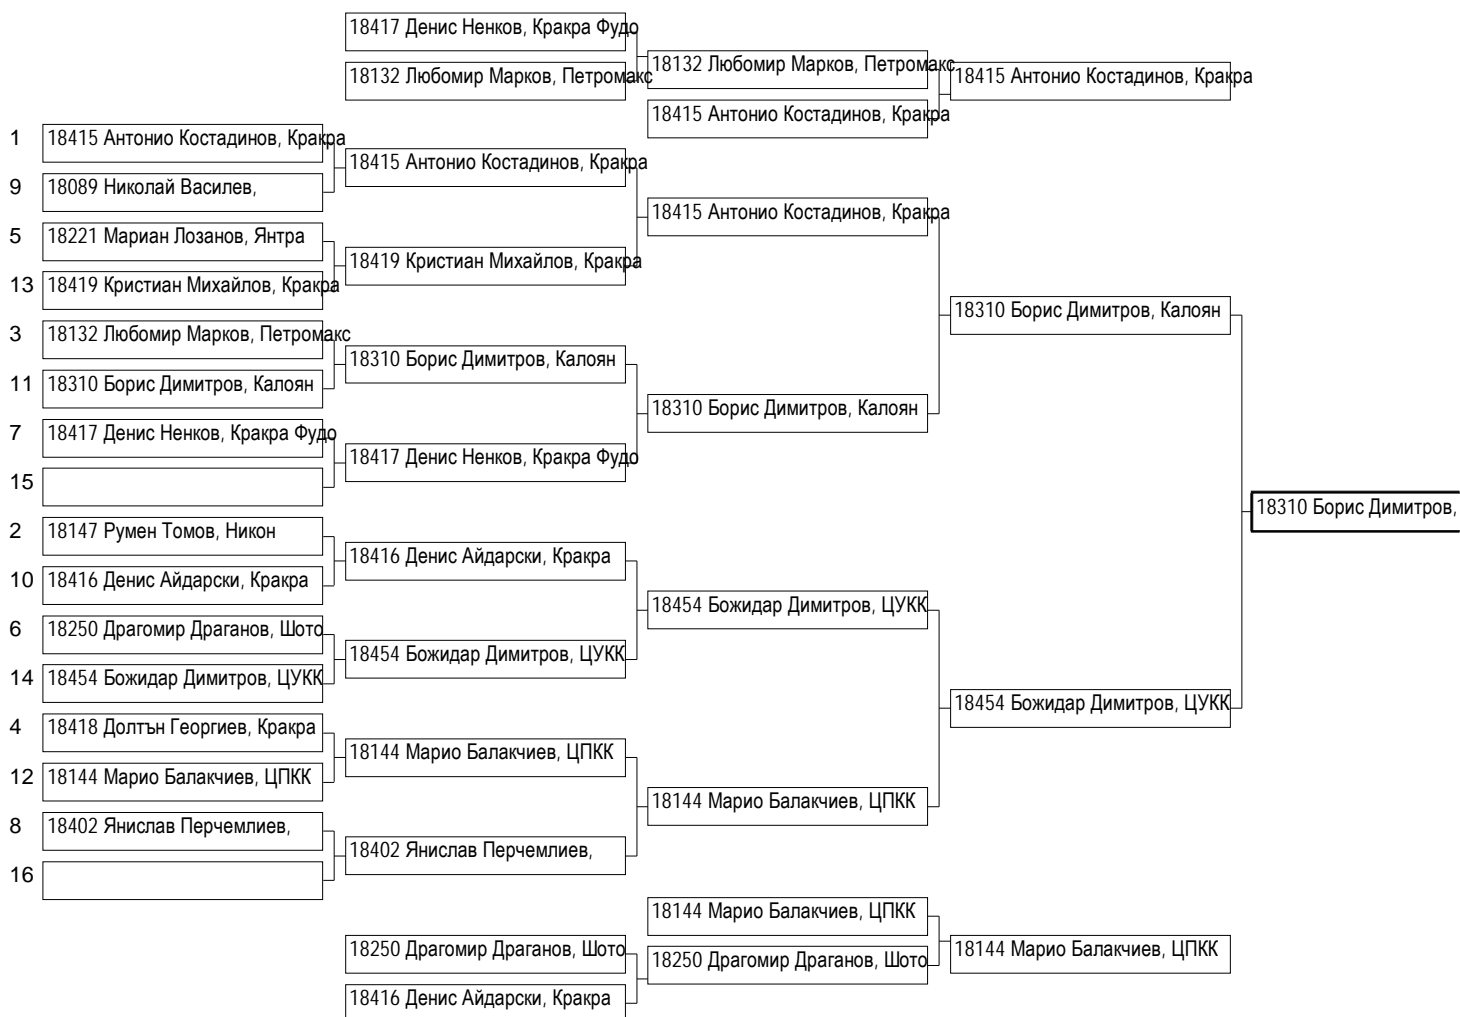 18417 Денис Ненков, Кракра Фудо
18132 Любомир Марков, Петромакс
18132 Любомир Марков, Петромакс
18415 Антонио Костадинов, Кракра
18415 Антонио Костадинов, Кракра
1 18415 Антонио Костадинов, Кракра
18415 Антонио Костадинов, Кракра
9 18089 Николай Василев,
18415 Антонио Костадинов, Кракра
5 18221 Мариан Лозанов, Янтра
18419 Кристиан Михайлов, Кракра
13 18419 Кристиан Михайлов, Кракра
18310 Борис Димитров, Калоян
3 18132 Любомир Марков, Петромакс
18310 Борис Димитров, Калоян
11 18310 Борис Димитров, Калоян
18310 Борис Димитров, Калоян
7 18417 Денис Ненков, Кракра Фудо
18417 Денис Ненков, Кракра Фудо
15
18310 Борис Димитров,
2 18147 Румен Томов, Никон
18416 Денис Айдарски, Кракра
10 18416 Денис Айдарски, Кракра
18454 Божидар Димитров, ЦУКК
6 18250 Драгомир Драганов, Шото
18454 Божидар Димитров, ЦУКК
14 18454 Божидар Димитров, ЦУКК
18454 Божидар Димитров, ЦУКК
4 18418 Долтън Георгиев, Кракра
18144 Марио Балакчиев, ЦПКК
12 18144 Марио Балакчиев, ЦПКК
18144 Марио Балакчиев, ЦПКК
8 18402 Янислав Перчемлиев,
18402 Янислав Перчемлиев,
16
18144 Марио Балакчиев, ЦПКК
18250 Драгомир Драганов, Шото
18250 Драгомир Драганов, Шото
18144 Марио Балакчиев, ЦПКК
18416 Денис Айдарски, Кракра